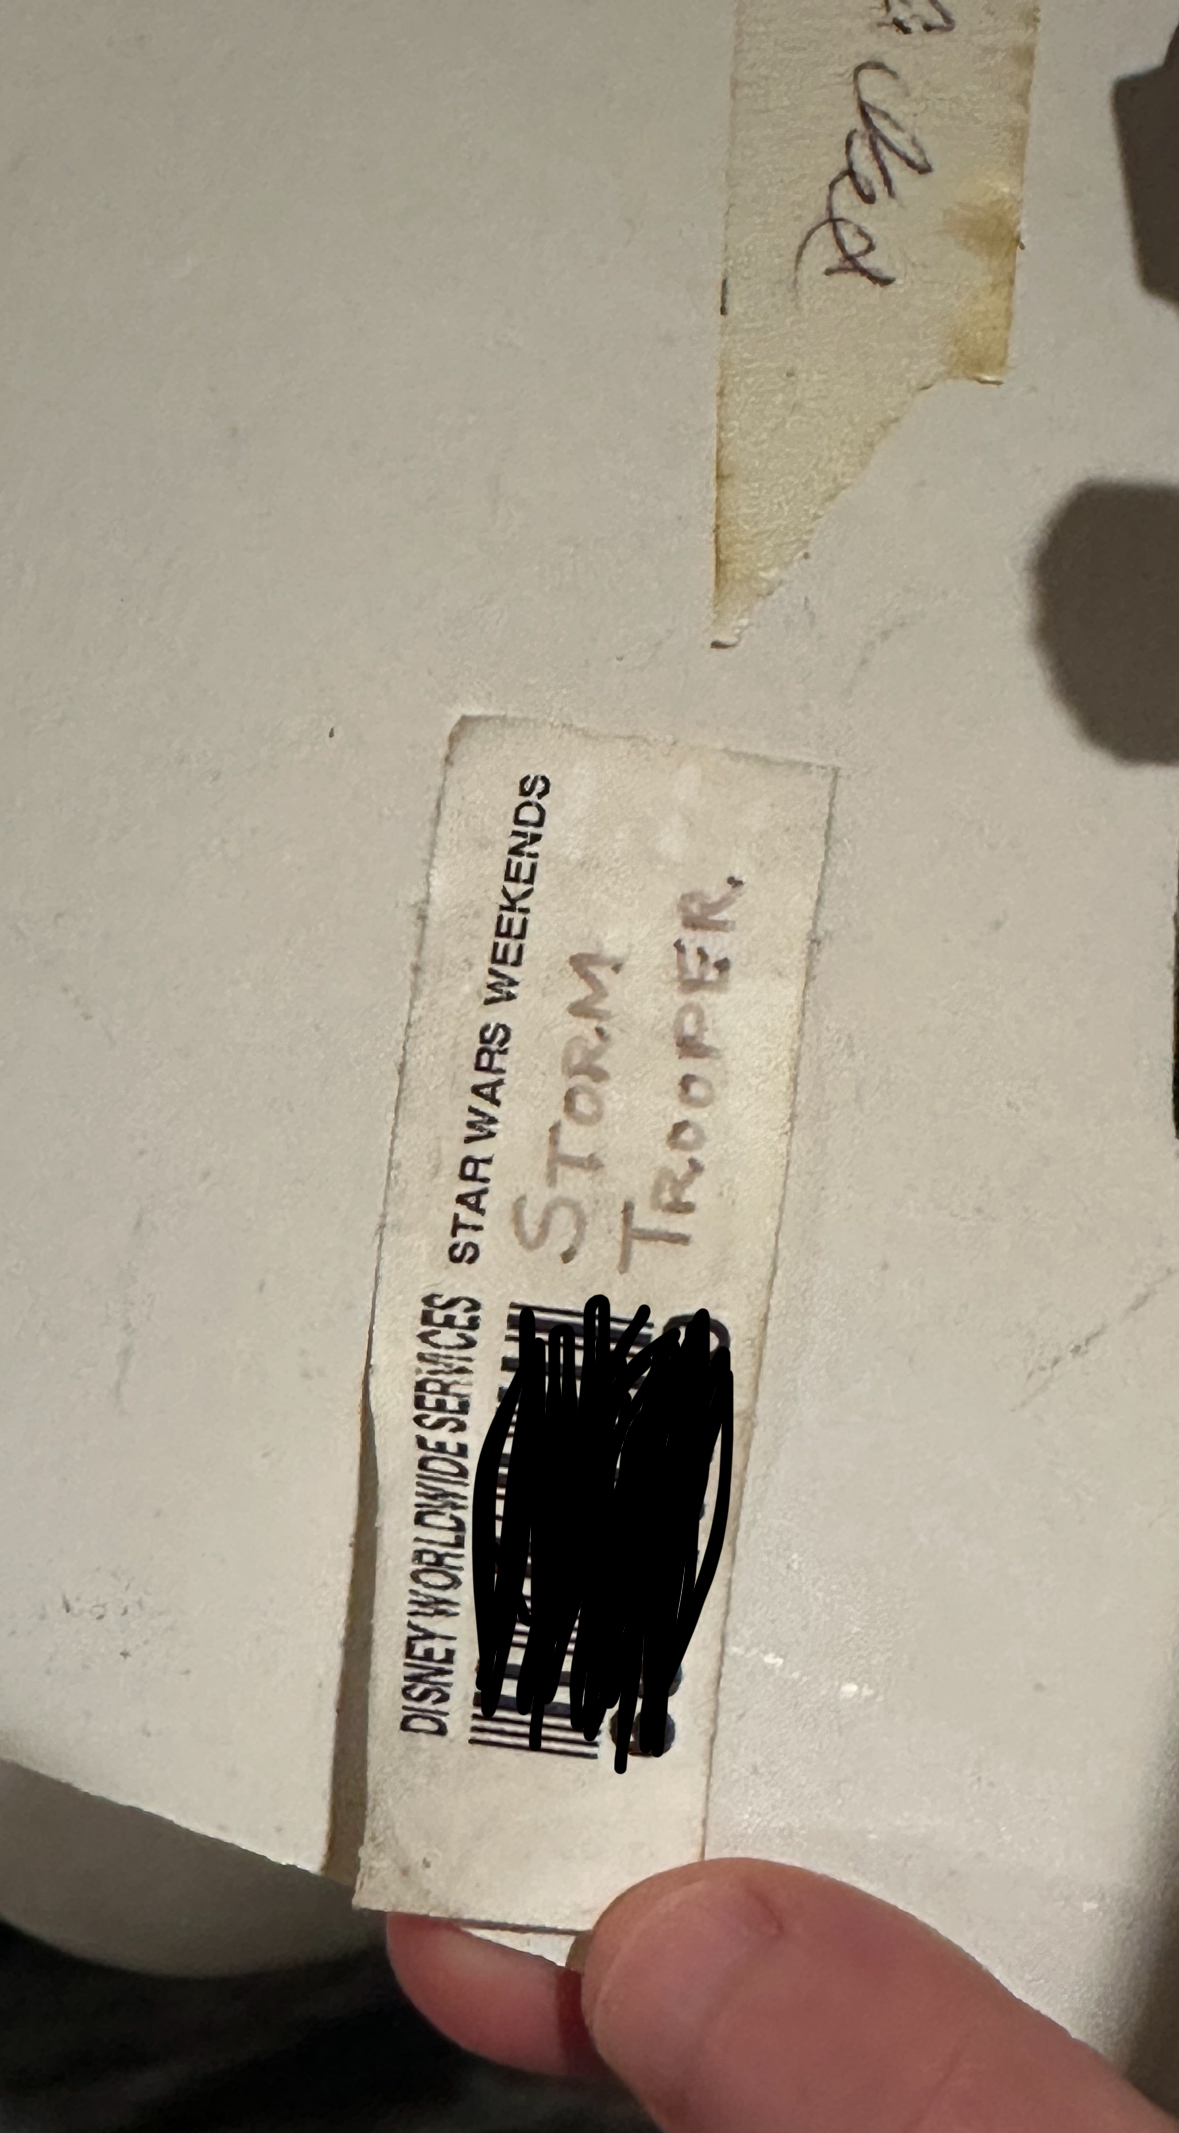 DISNEY WORLDWIDE SERVICES STAR WARS WEEKENDS
STORM
TROOPER.